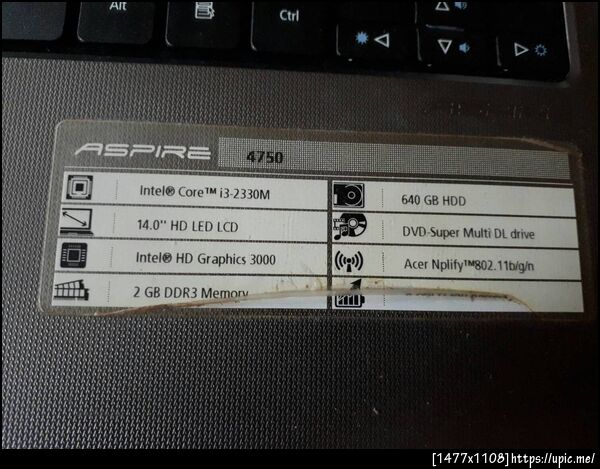 Alt
Ctrl
ASPIRE 4750
Intel® Core™ i3-2330M
640 GB HDD
14.0'' HD LED LCD
DVD-Super Multi DL drive
Intel® HD Graphics 3000
Acer Nplify™802.11b/g/n
2 GB DDR3 Memory
[1477x1108]https://upic.me/